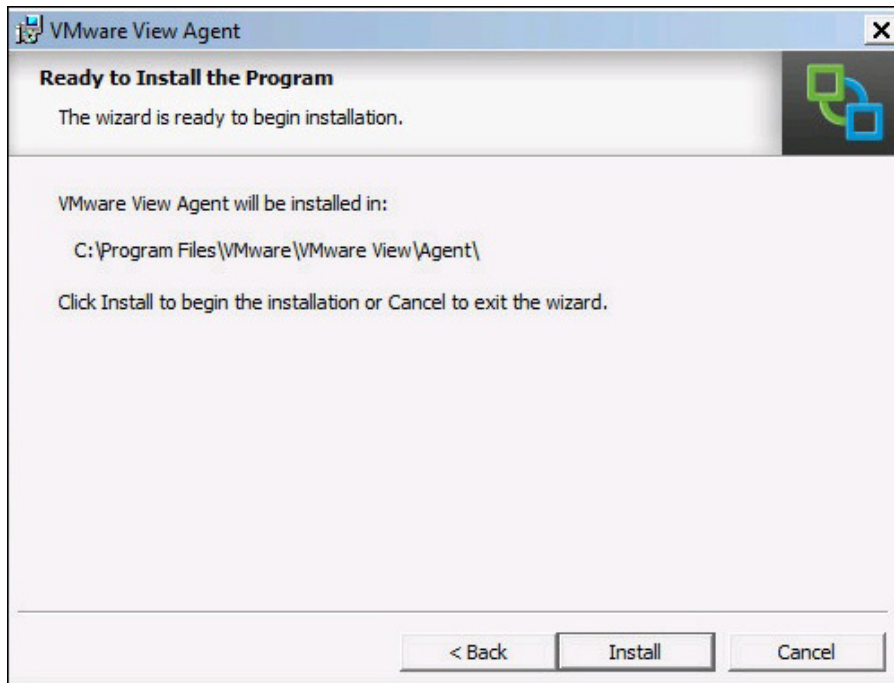 VMware View Agent
Ready to Install the Program
The wizard is ready to begin installation.
VMware View Agent will be installed in:
C:\Program Files\VMware\VMware View\Agent\
Click Install to begin the installation or Cancel to exit the wizard.
< Back Install Cancel